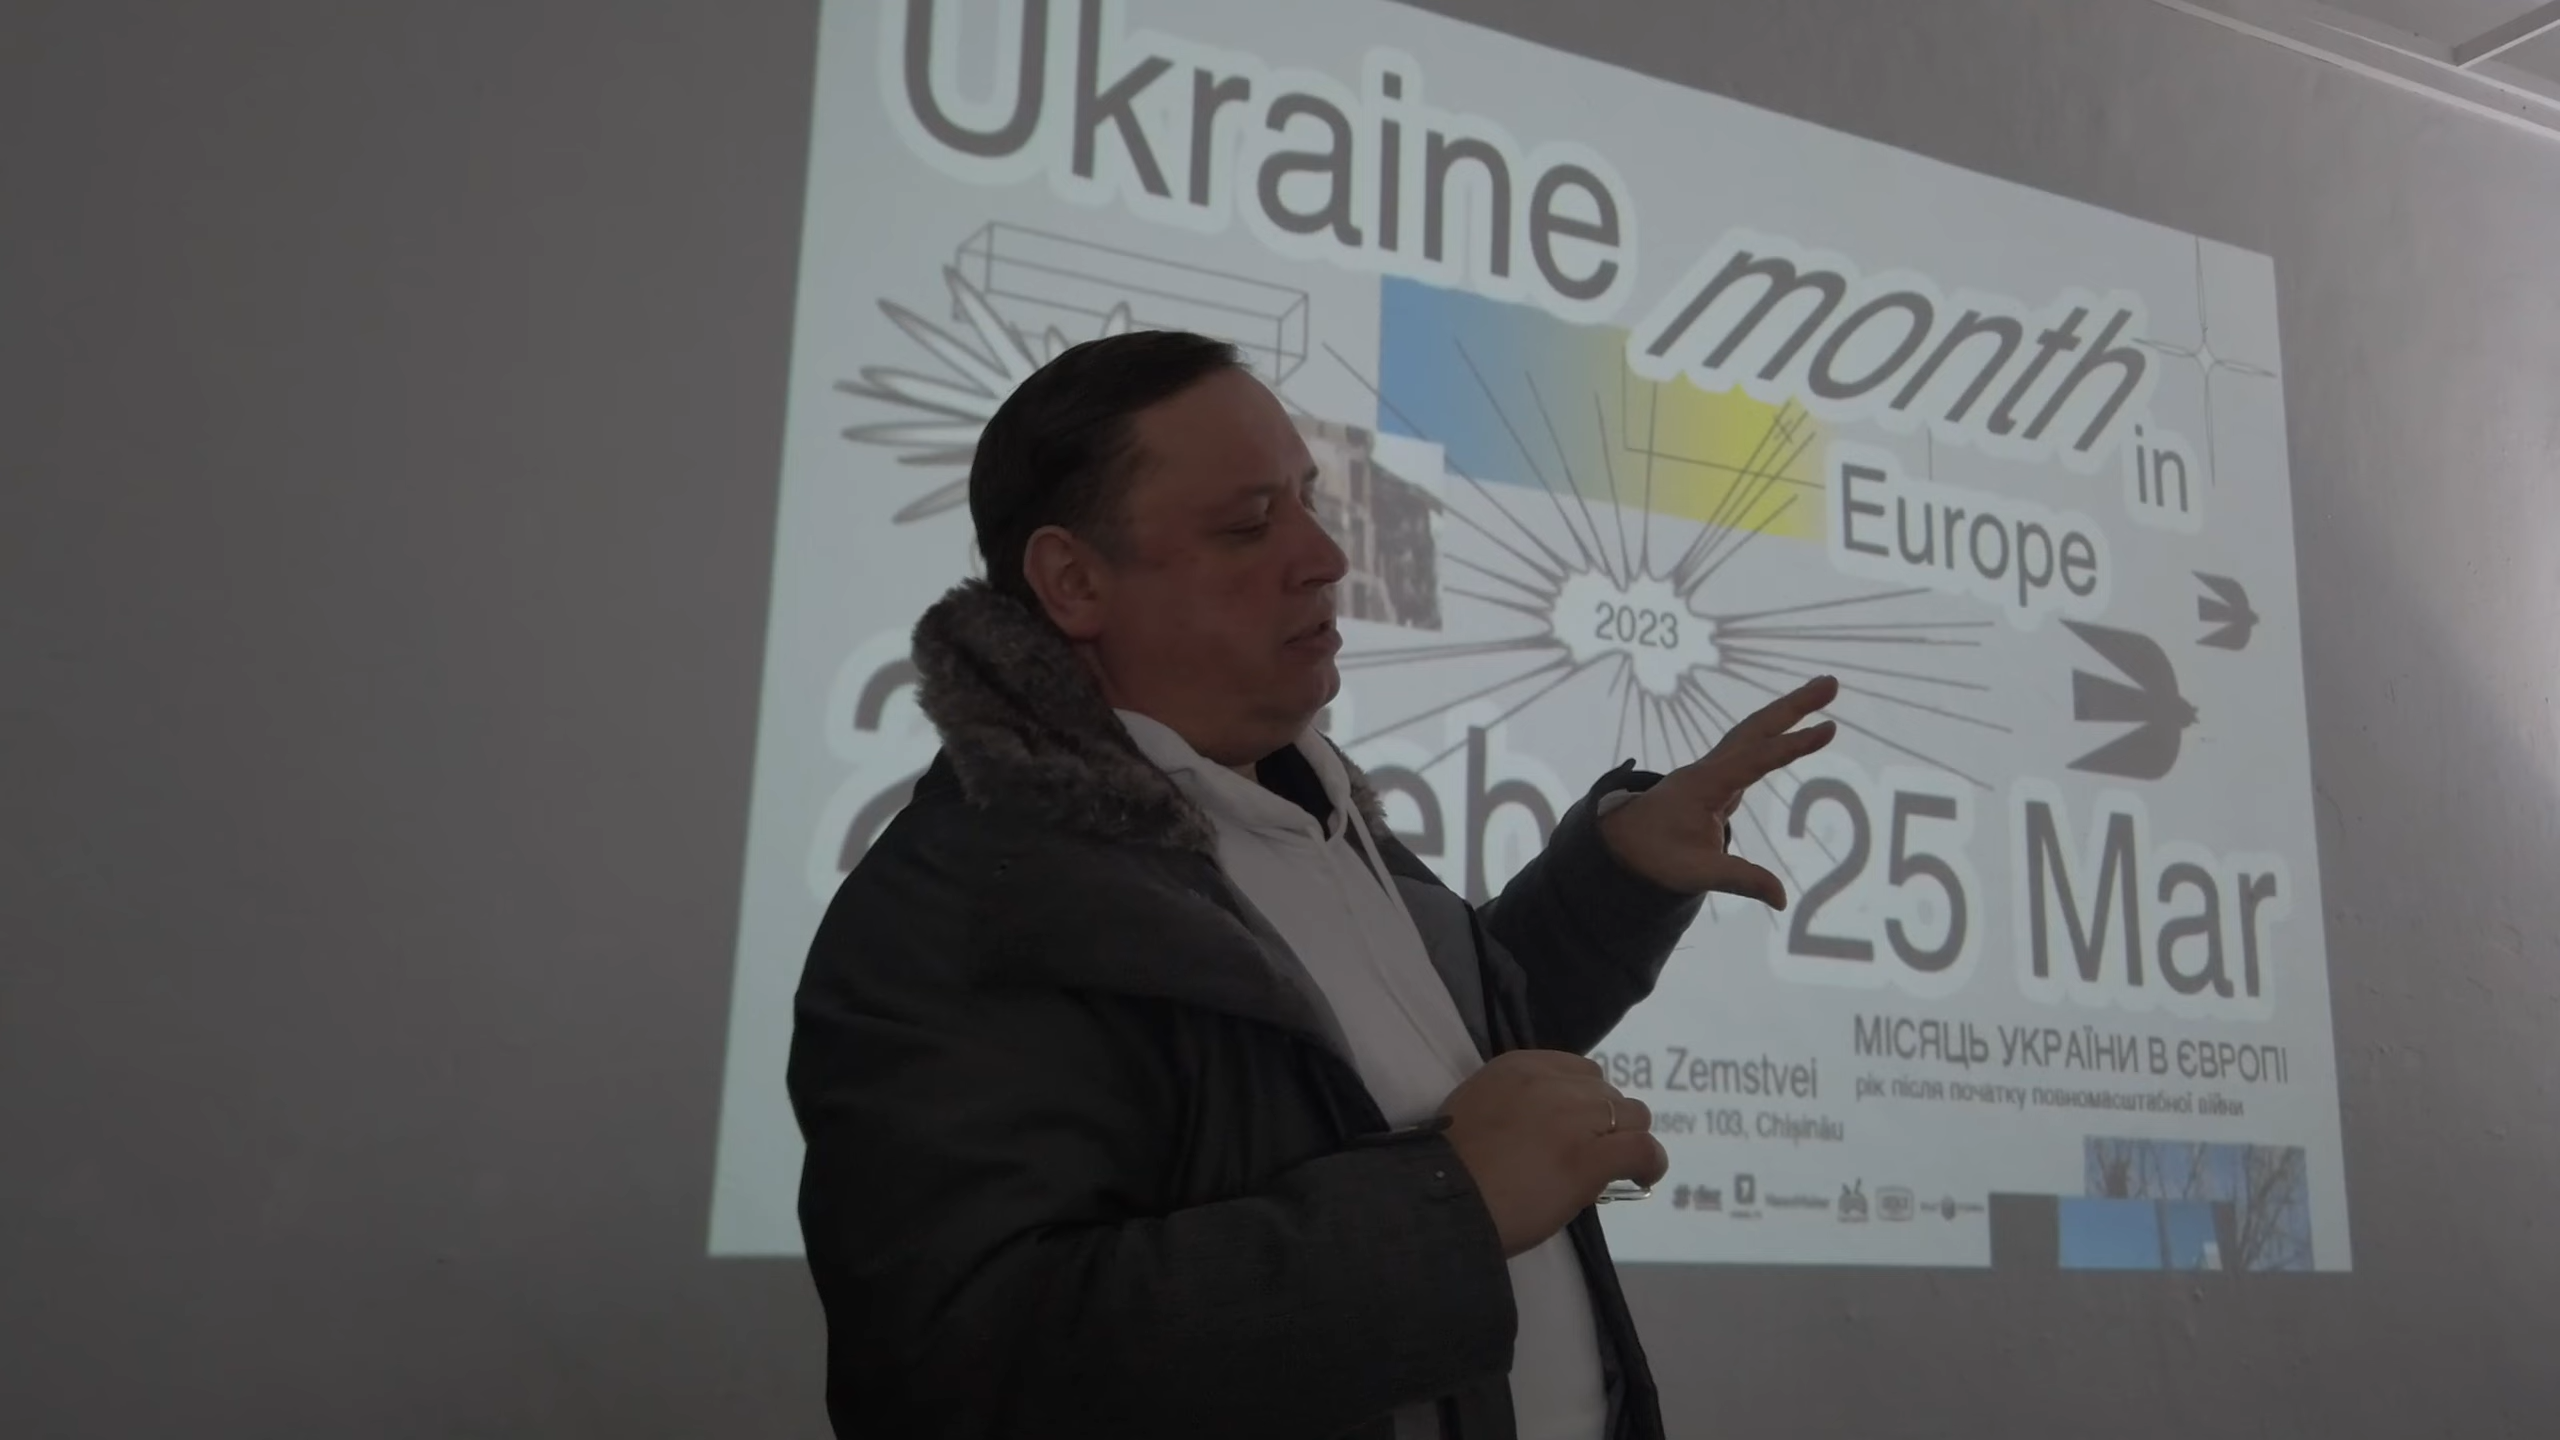 Ukraine
month
in
Europe
2023
25 Mar
Zemstvei
103, Chișinău
МІСЯЦЬ УКРАЇНИ В ЄВРОПІ
рік після початку повномасштабної війни